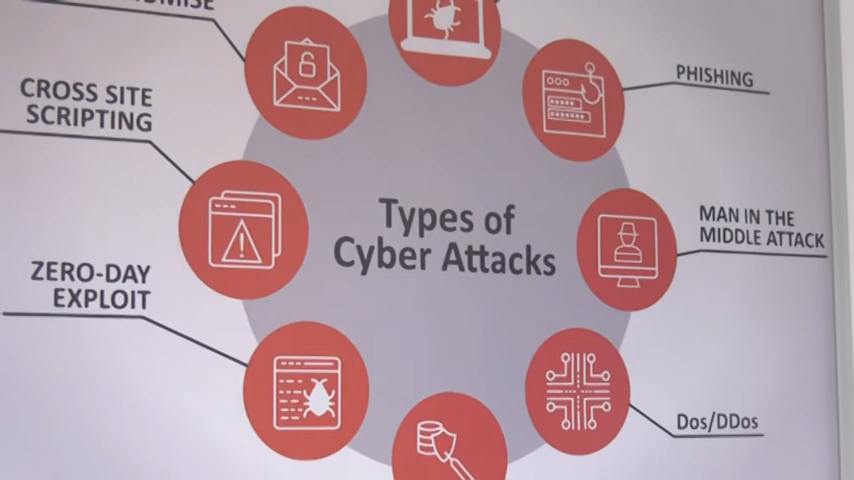 CROSS SITE
SCRIPTING
ZERO-DAY
EXPLOIT
Types of
Cyber Attacks
PHISHING
MAN IN THE
MIDDLE ATTACK
Dos/DDos